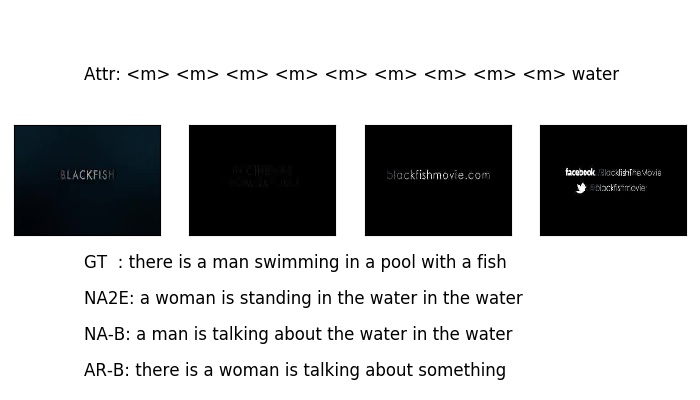 Attr: <m> <m> <m> <m> <m> <m> <m> <m> <m> water
BLACKFISH
blackfishmovie.com
facebook /BlackfishTheMovie
@blackfishmovie
GT : there is a man swimming in a pool with a fish
NA2E: a woman is standing in the water in the water
NA-B: a man is talking about the water in the water
AR-B: there is a woman is talking about something